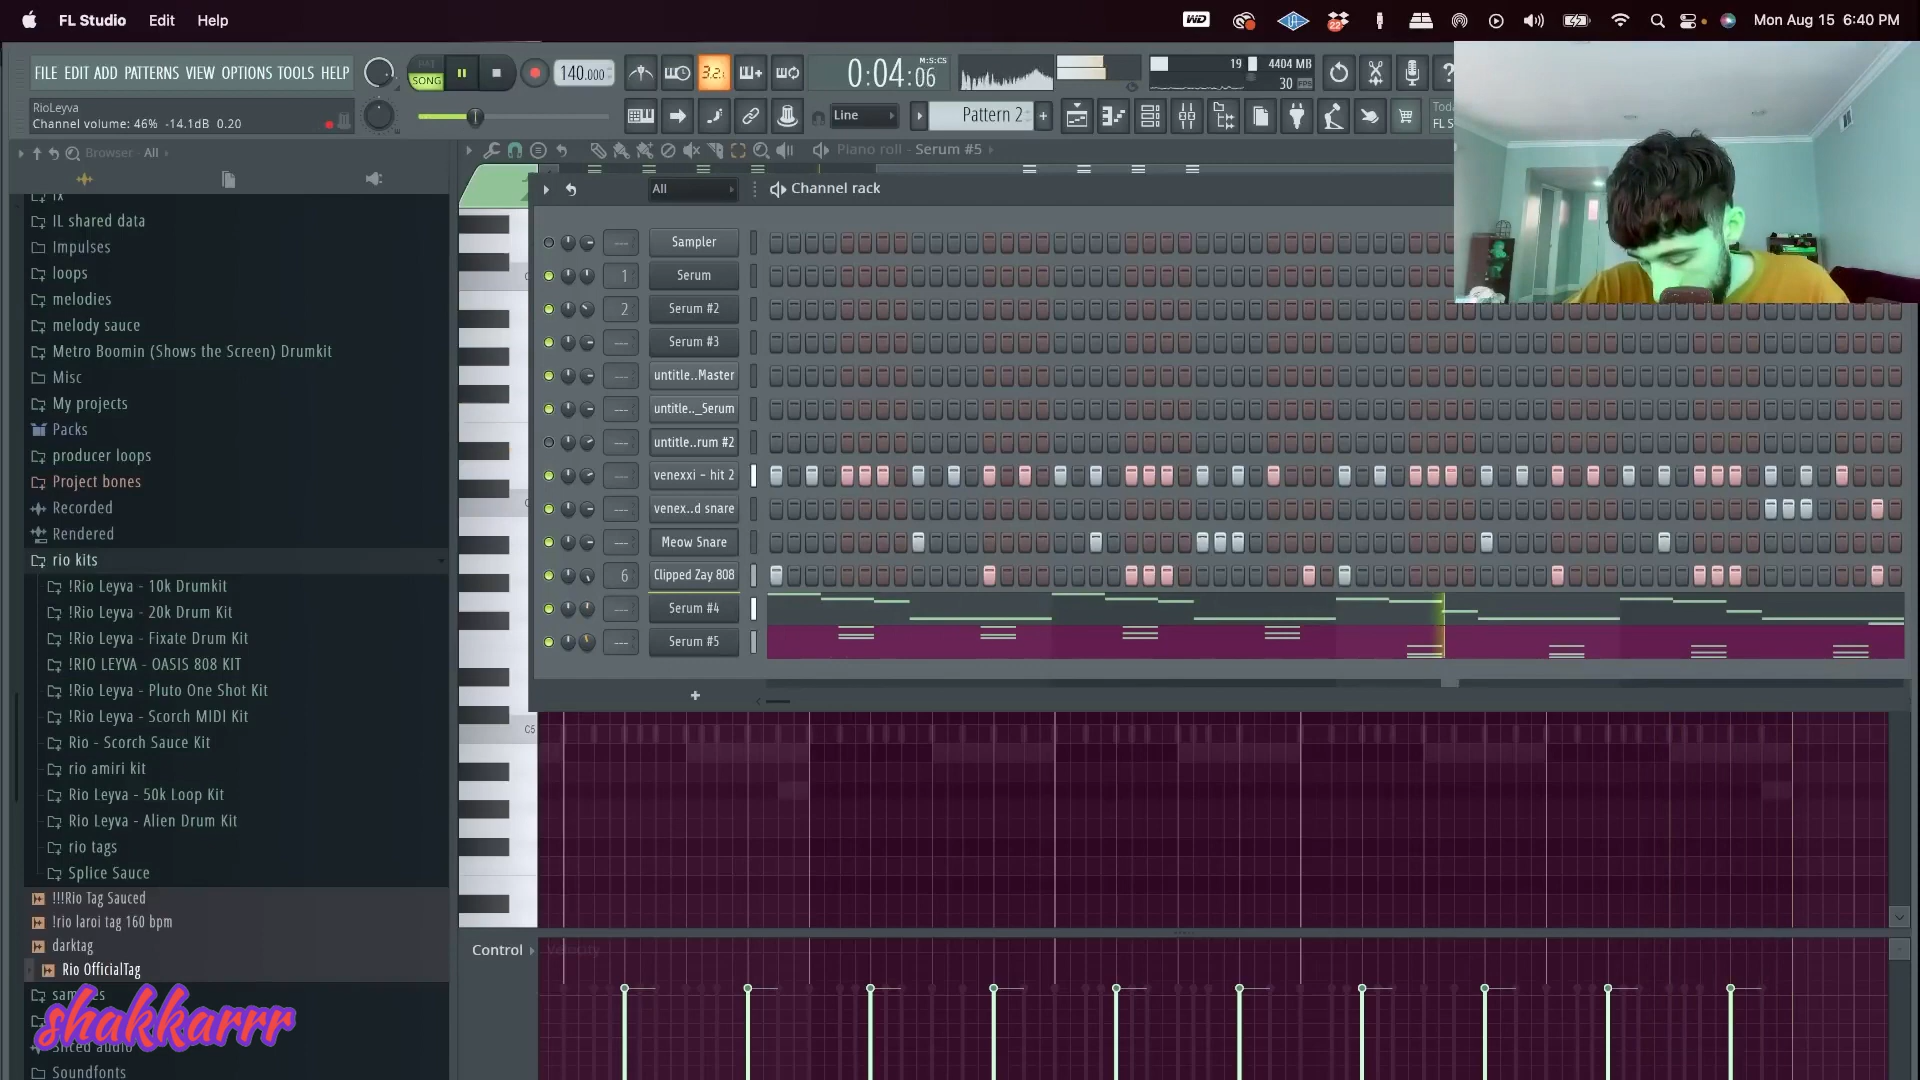 FL Studio Edit Help
Mon Aug 15 6:40 PM
FILE EDIT ADD PATTERNS VIEW OPTIONS TOOLS HELP
SONG
140.000
3.2.
0:04:06
M:S:CS
19
4404 MB
30
RioLeyva
Channel volume: 46% -14.1dB 0.20
Line
Pattern 2
Toda
FL S
Browser - All
Piano roll - Serum #5
All
Channel rack
IL shared data
Impulses
loops
melodies
melody sauce
Metro Boomin (Shows the Screen) Drumkit
Misc
My projects
Packs
producer loops
Project bones
Recorded
Rendered
rio kits
!Rio Leyva - 10k Drumkit
!Rio Leyva - 20k Drum Kit
!Rio Leyva - Fixate Drum Kit
!RIO LEYVA - OASIS 808 KIT
!Rio Leyva - Pluto One Shot Kit
!Rio Leyva - Scorch MIDI Kit
Rio - Scorch Sauce Kit
rio amiri kit
Rio Leyva - 50k Loop Kit
Rio Leyva - Alien Drum Kit
rio tags
Splice Sauce
!!!Rio Tag Sauced
!rio laroi tag 160 bpm
darktag
Rio OfficialTag
shakkarrr
Sliced audio
Soundfonts
Sampler
1 Serum
2 Serum #2
--- Serum #3
--- untitle..Master
--- untitle.._Serum
--- untitle..rum #2
--- venexxi - hit 2
--- venex..d snare
--- Meow Snare
6 Clipped Zay 808
--- Serum #4
--- Serum #5
C5
Control
Velocity